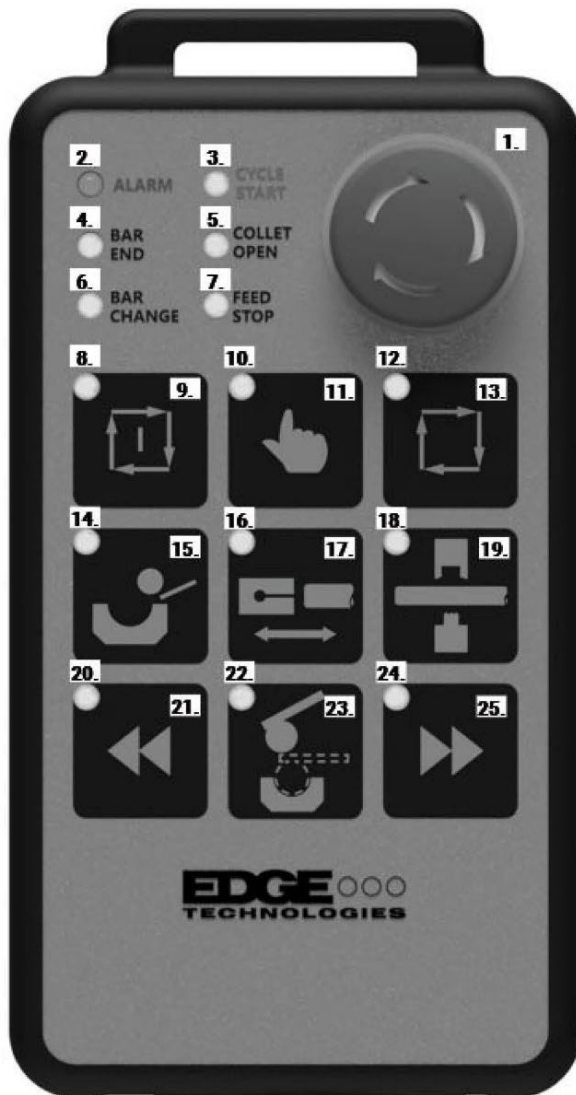 1.
2.
3.
ALARM
CYCLE
START
4.
5.
BAR
END
COLLET
OPEN
6.
7.
BAR
CHANGE
FEED
STOP
8.
9.
10.
11.
12.
13.
14.
15.
16.
17.
18.
19.
20.
21.
22.
23.
24.
25.
EDGE
TECHNOLOGIES